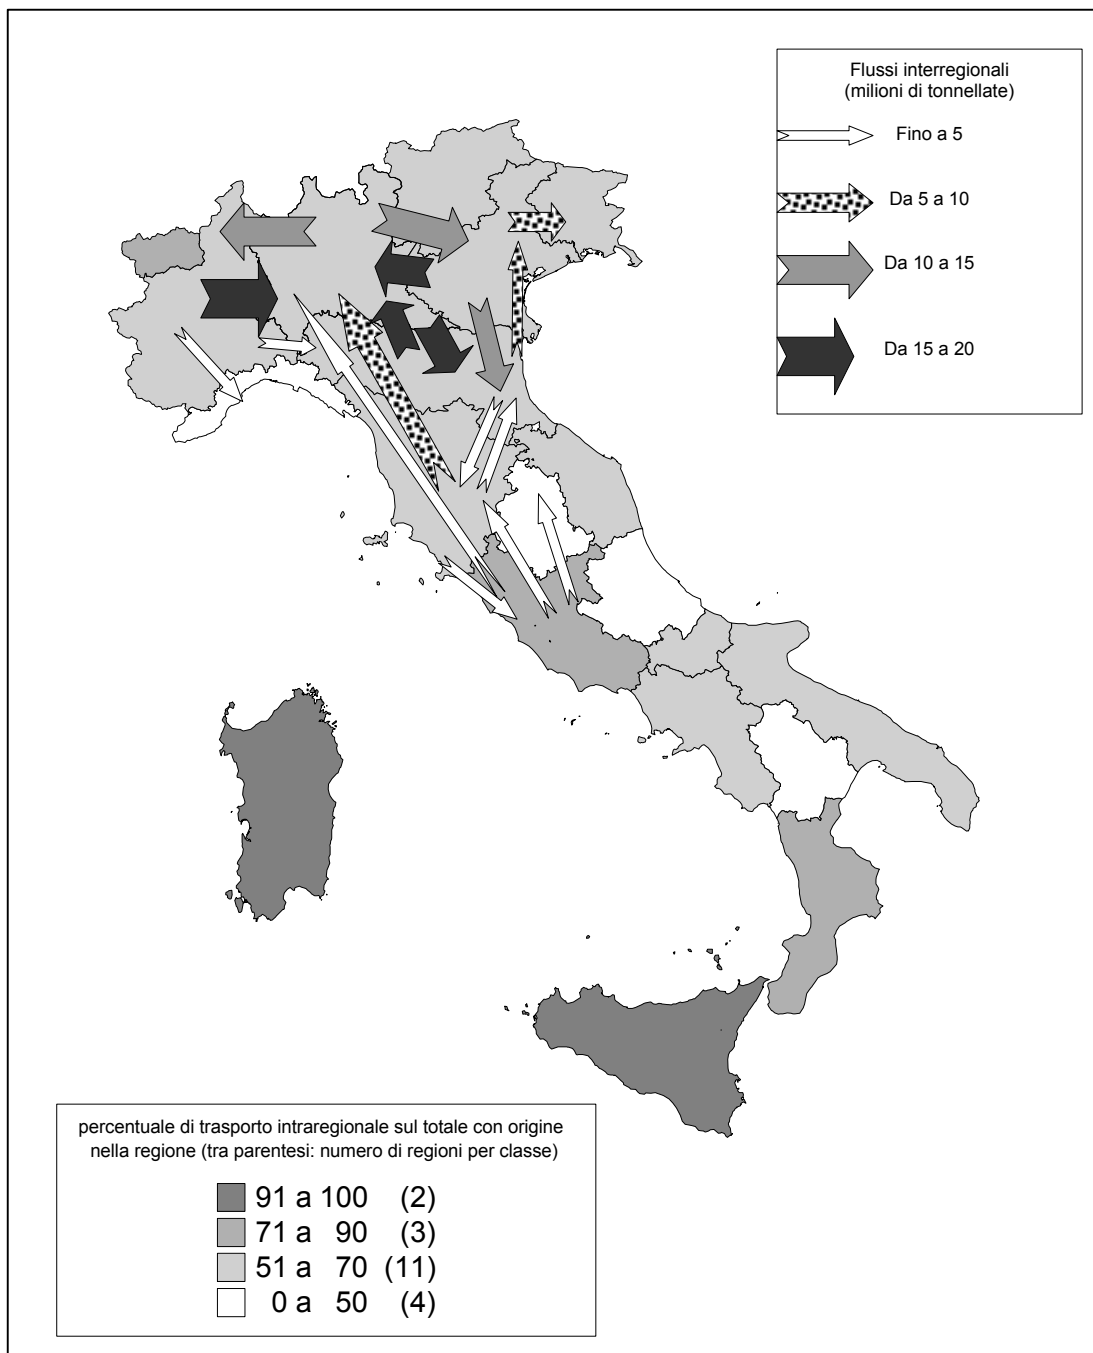 Flussi interregionali
(milioni di tonnellate)
Fino a 5
Da 5 a 10
Da 10 a 15
Da 15 a 20
percentuale di trasporto intraregionale sul totale con origine
nella regione (tra parentesi: numero di regioni per classe)
91 a 100 (2)
71 a 90 (3)
51 a 70 (11)
0 a 50 (4)